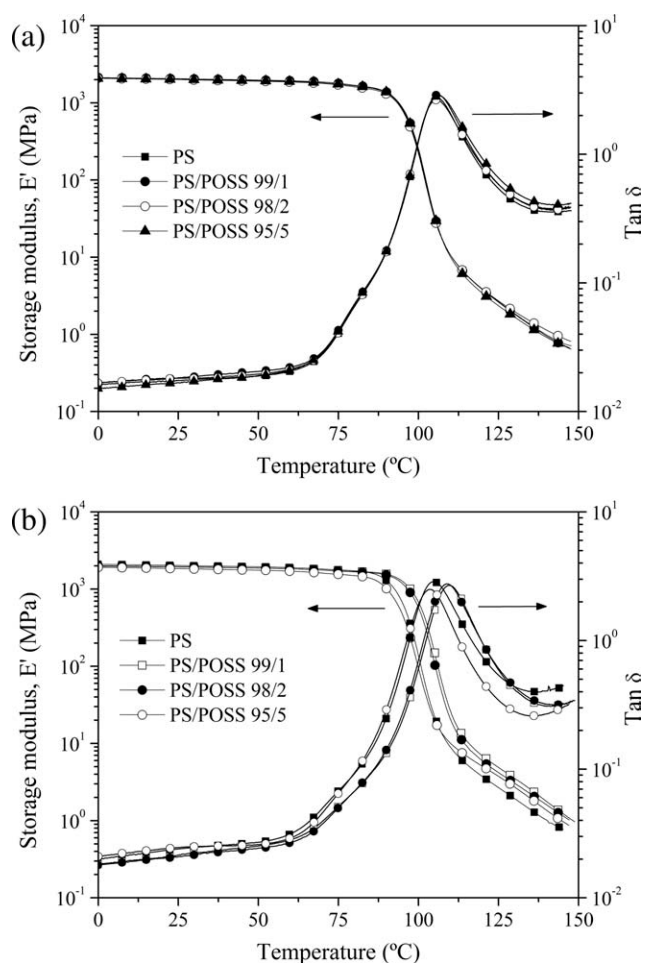 (a)
10^4
10^3
10^2
10^1
10^0
10^-1
Storage modulus, E' (MPa)
PS
PS/POSS 99/1
PS/POSS 98/2
PS/POSS 95/5
10^1
10^0
10^-1
10^-2
Tan δ
0 25 50 75 100 125 150
Temperature (ºC)
(b)
10^4
10^3
10^2
10^1
10^0
10^-1
Storage modulus, E' (MPa)
PS
PS/POSS 99/1
PS/POSS 98/2
PS/POSS 95/5
10^1
10^0
10^-1
10^-2
Tan δ
0 25 50 75 100 125 150
Temperature (ºC)